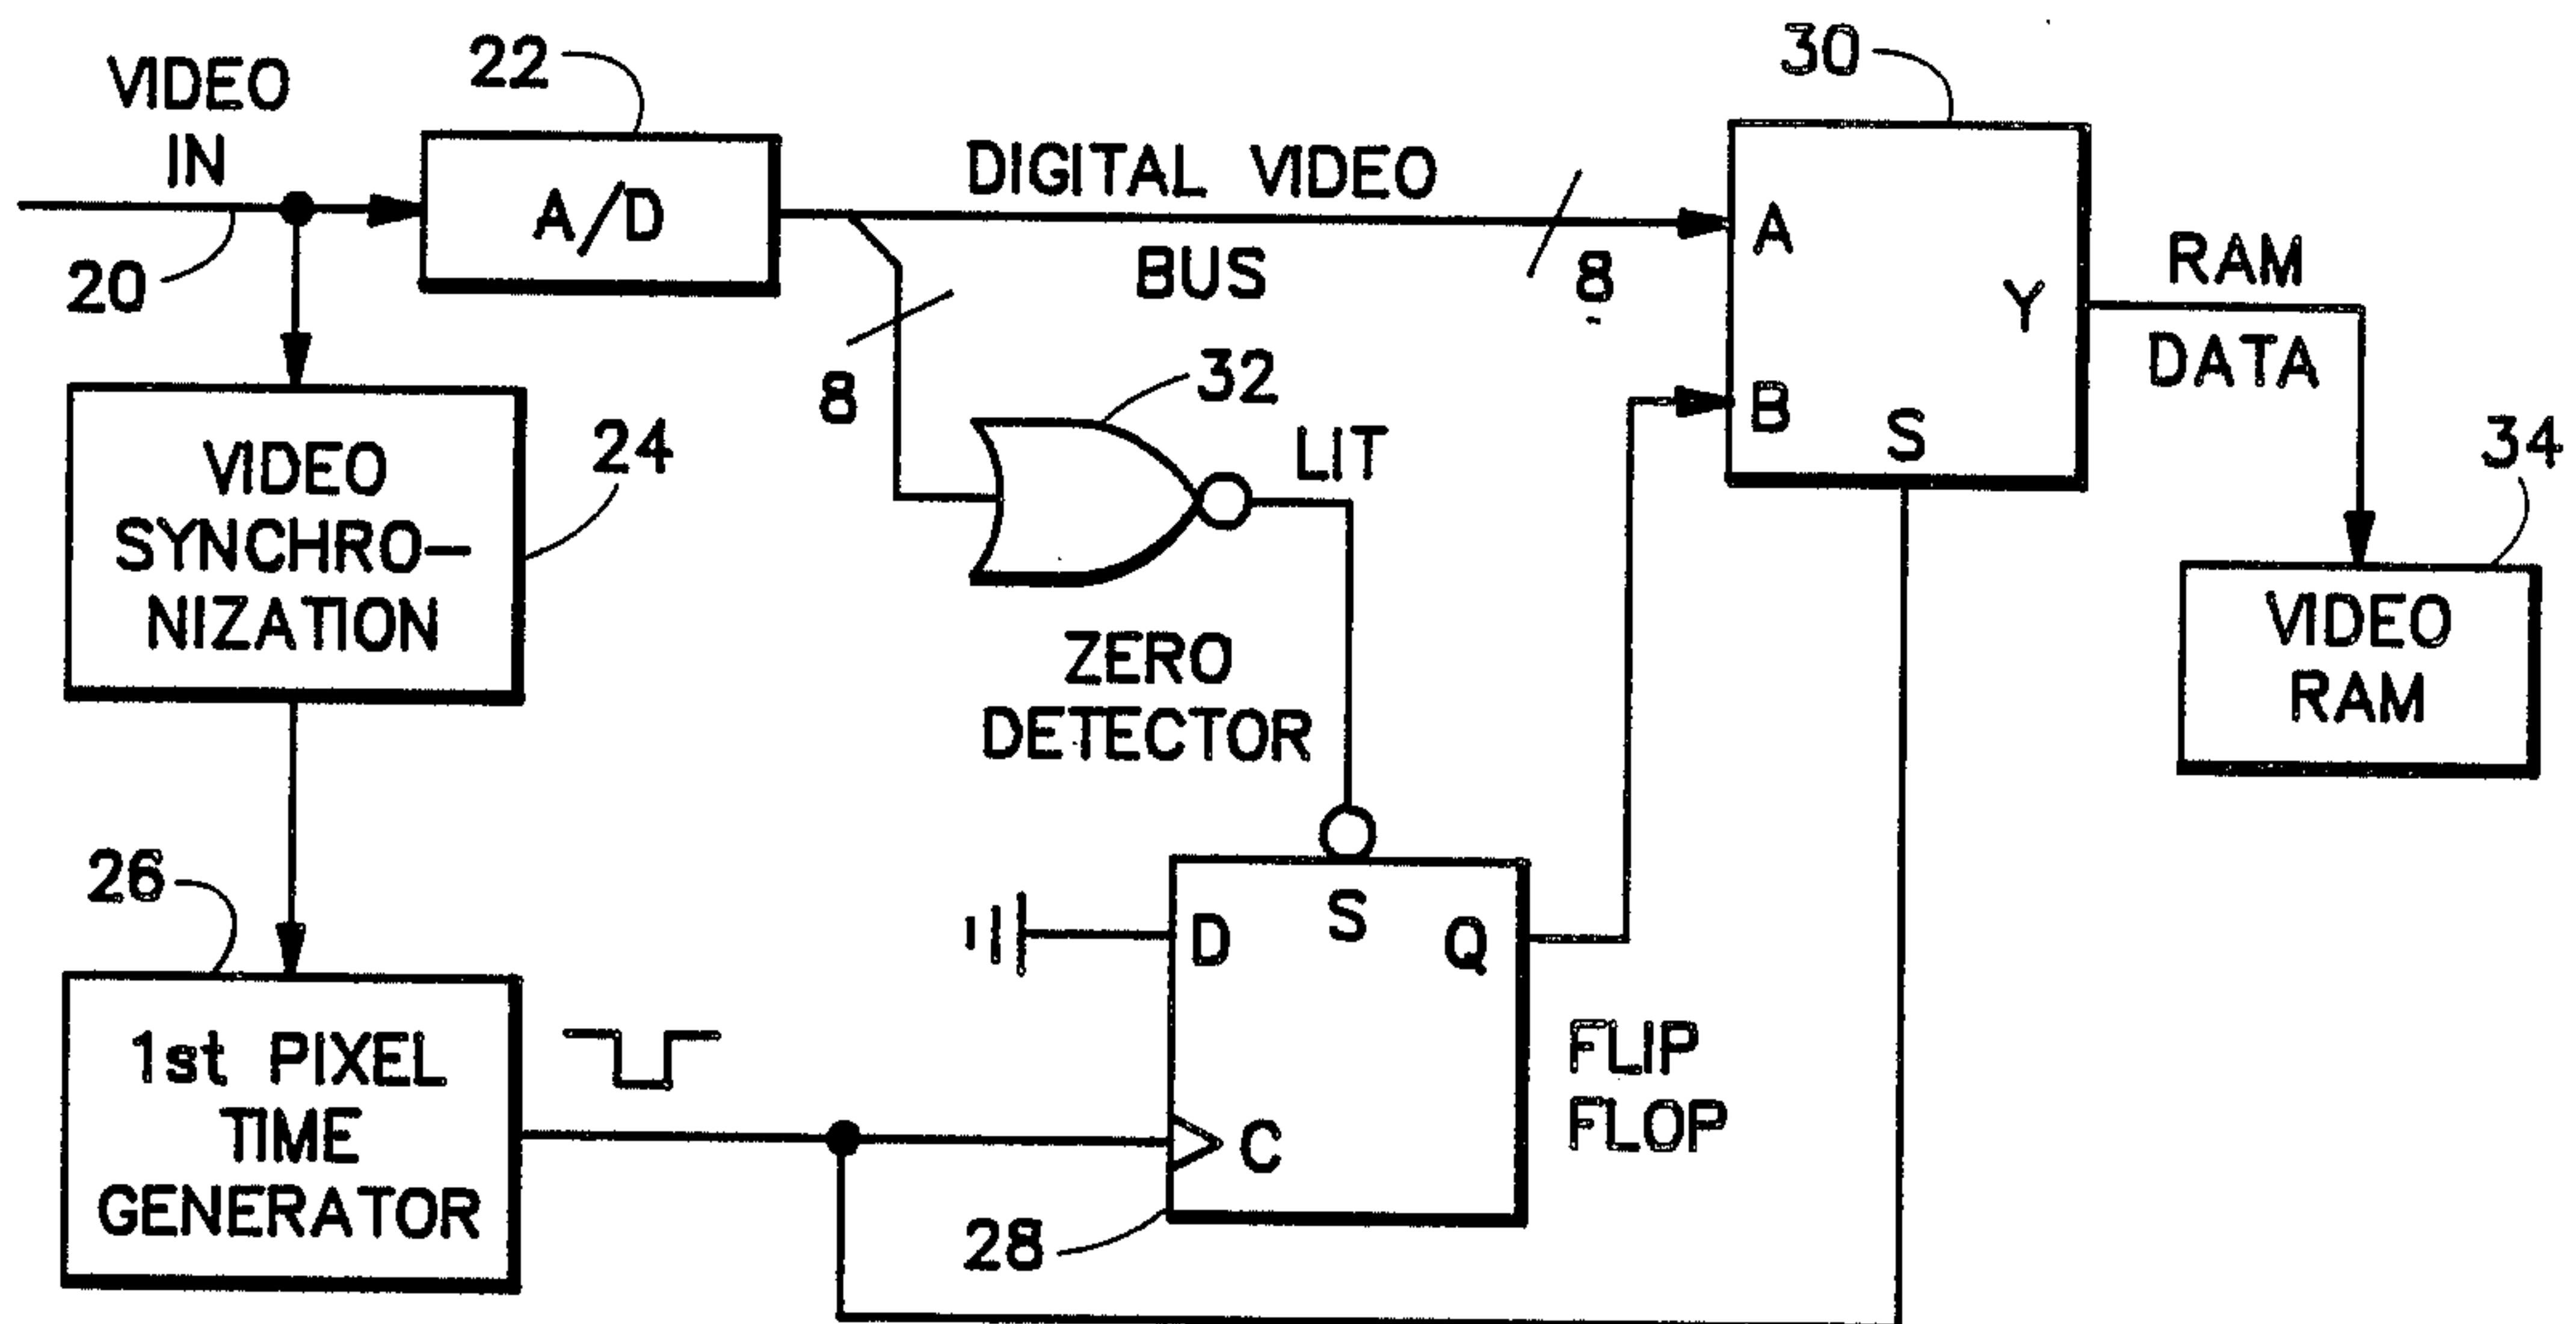 VIDEO
IN
20
22
A/D
DIGITAL VIDEO
BUS
8
8
30
A
B
Y
S
RAM
DATA
34
VIDEO
RAM
VIDEO
SYNCHRO-
NIZATION
24
32
LIT
ZERO
DETECTOR
26
1st PIXEL
TIME
GENERATOR
D
S
Q
C
28
FLIP
FLOP